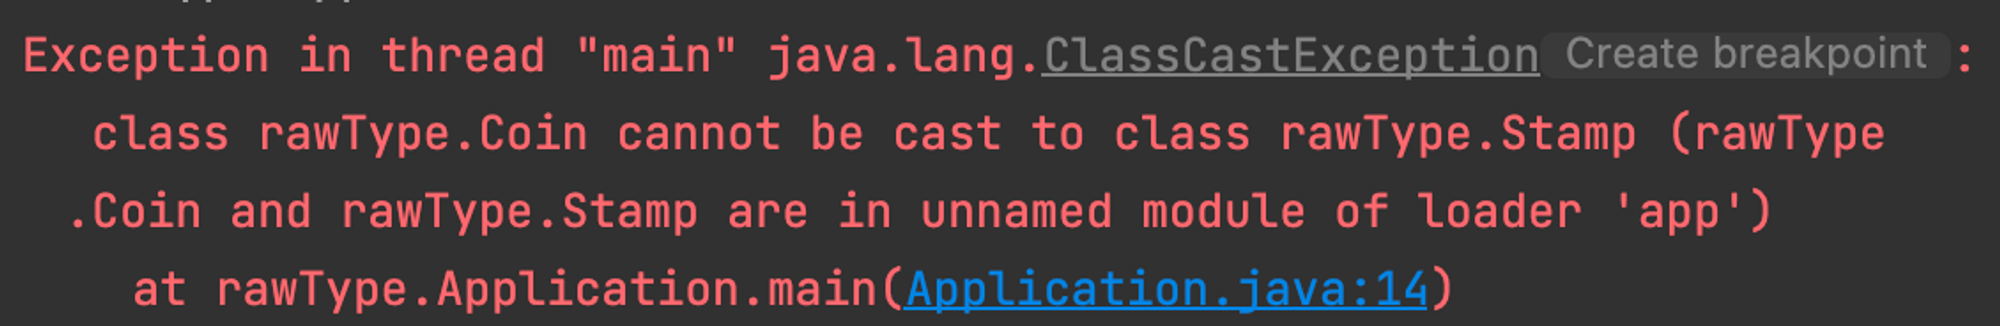 Exception in thread "main" java.lang.ClassCastException Create breakpoint :
class rawType.Coin cannot be cast to class rawType.Stamp (rawType
.Coin and rawType.Stamp are in unnamed module of loader 'app')
at rawType.Application.main(Application.java:14)